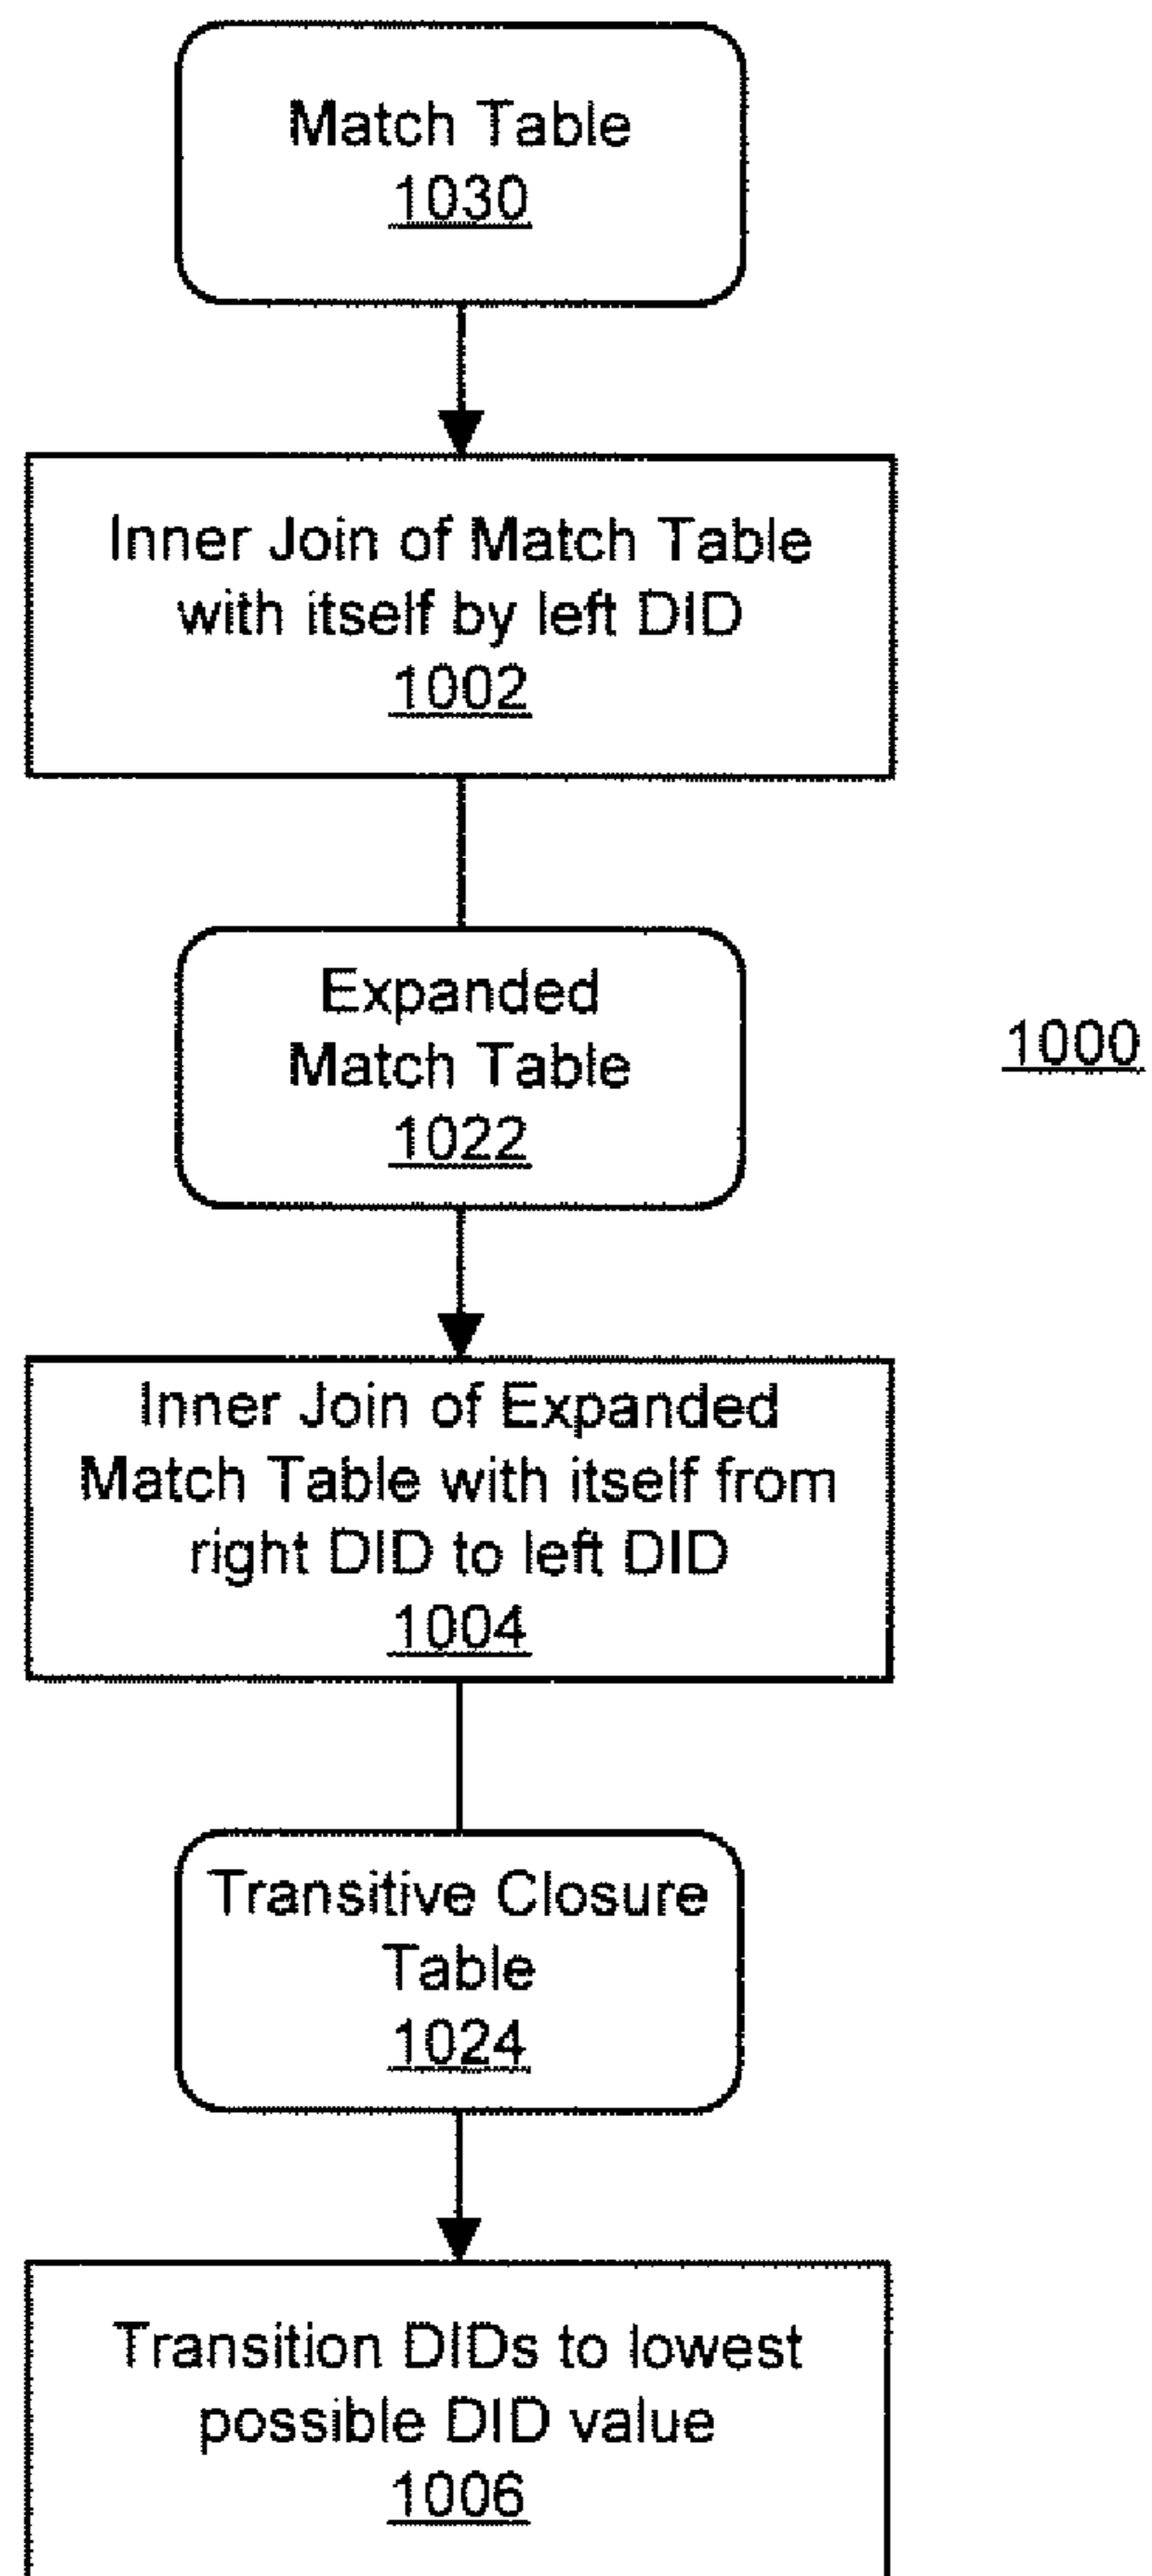 Match Table
1030
Inner Join of Match Table
with itself by left DID
1002
Expanded
Match Table
1022
1000
Inner Join of Expanded
Match Table with itself from
right DID to left DID
1004
Transitive Closure
Table
1024
Transition DIDs to lowest
possible DID value
1006